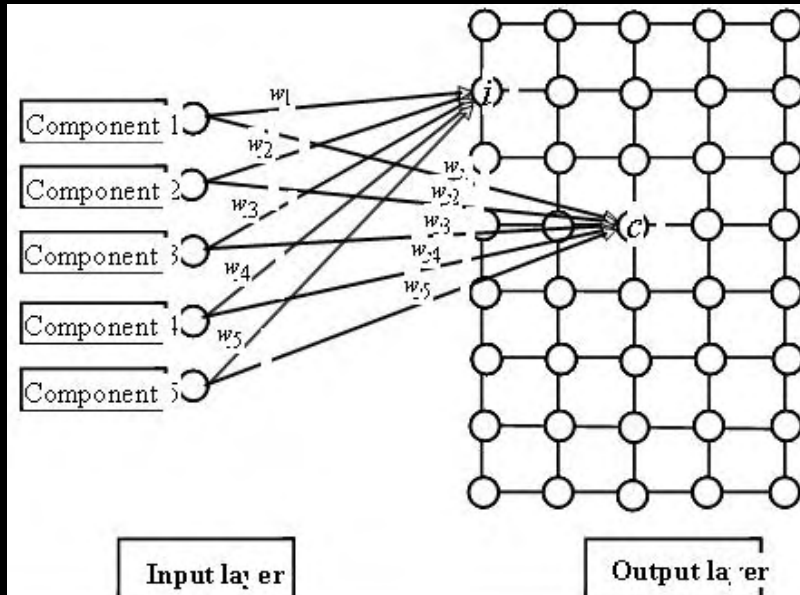 Component 1
Component 2
Component 3
Component 4
Component 5
w1
w2
w3
w4
w5
w2
w3
w4
w5
i
c
Input layer
Output layer